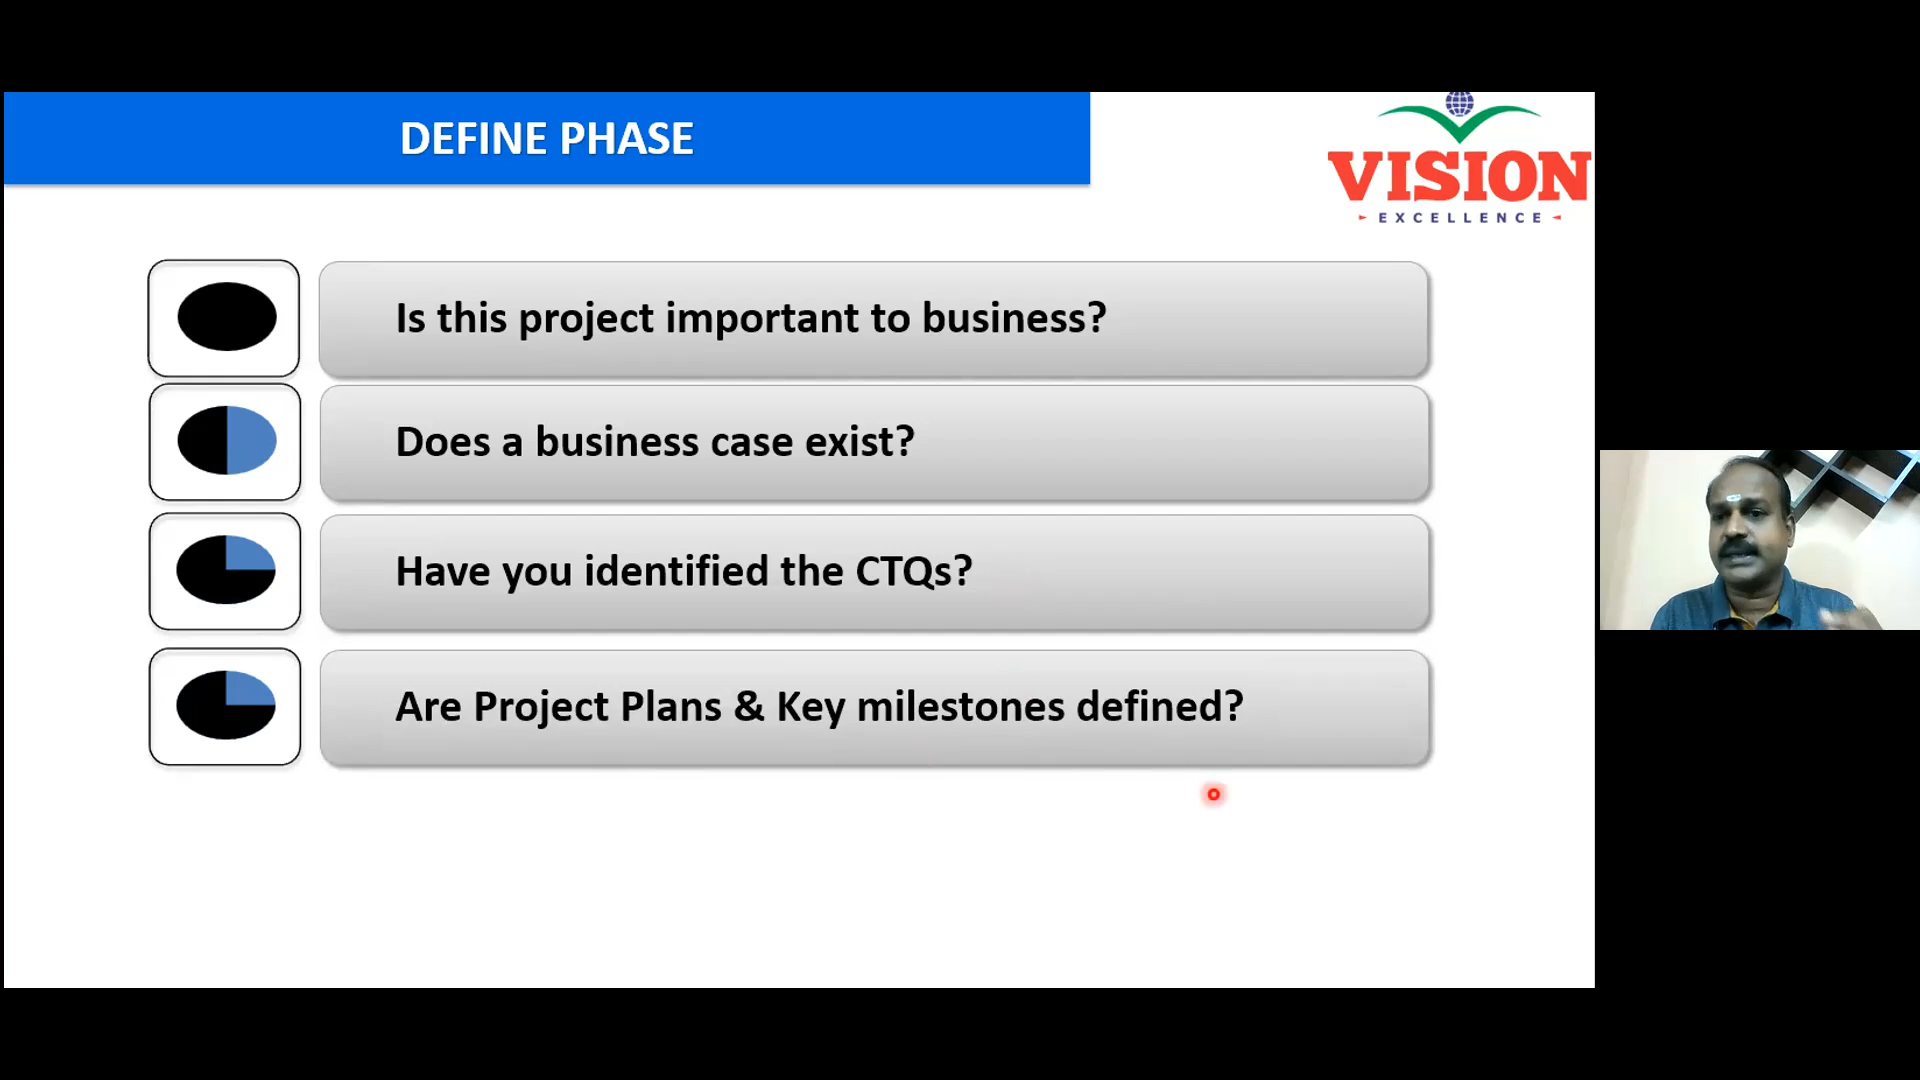 DEFINE PHASE
VISION
EXCELLENCE
Is this project important to business?
Does a business case exist?
Have you identified the CTQs?
Are Project Plans & Key milestones defined?